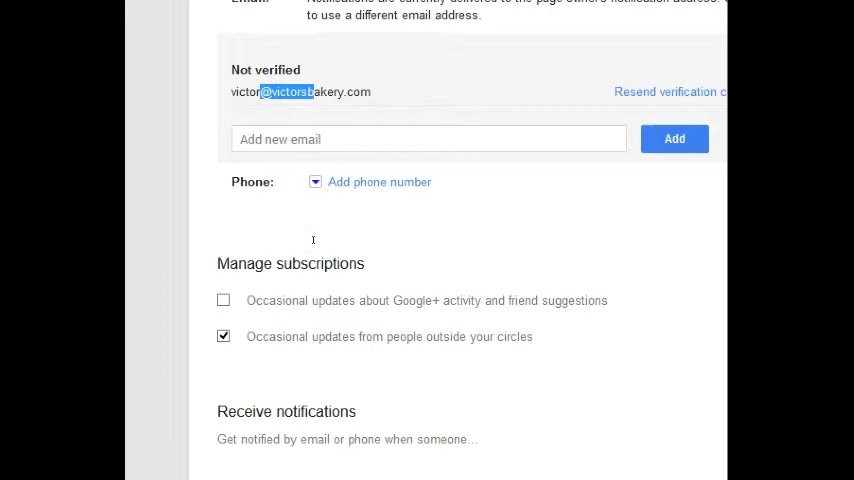 Email: Notifications are currently delivered to the page owner's notification address.
to use a different email address.
Not verified
victor@victorsbakery.com Resend verification c
Add new email Add
Phone: Add phone number
Manage subscriptions
Occasional updates about Google+ activity and friend suggestions
Occasional updates from people outside your circles
Receive notifications
Get notified by email or phone when someone...